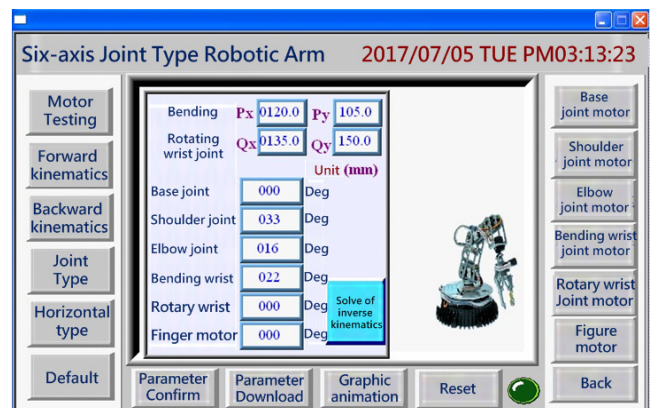 Six-axis Joint Type Robotic Arm 2017/07/05 TUE PM03:13:23
Motor
Testing
Forward
kinematics
Backward
kinematics
Joint
Type
Horizontal
type
Default
Bending Px 0120.0 Py 105.0
Rotating
wrist joint Qx 0135.0 Qy 150.0
Unit (mm)
Base joint 000 Deg
Shoulder joint 033 Deg
Elbow joint 016 Deg
Bending wrist 022 Deg
Rotary wrist 000 Deg
Finger motor 000 Deg
Solve of
inverse
kinematics
Base
joint motor
Shoulder
joint motor
Elbow
joint motor
Bending wrist
joint motor
Rotary wrist
Joint motor
Figure
motor
Back
Parameter
Confirm
Parameter
Download
Graphic
animation
Reset